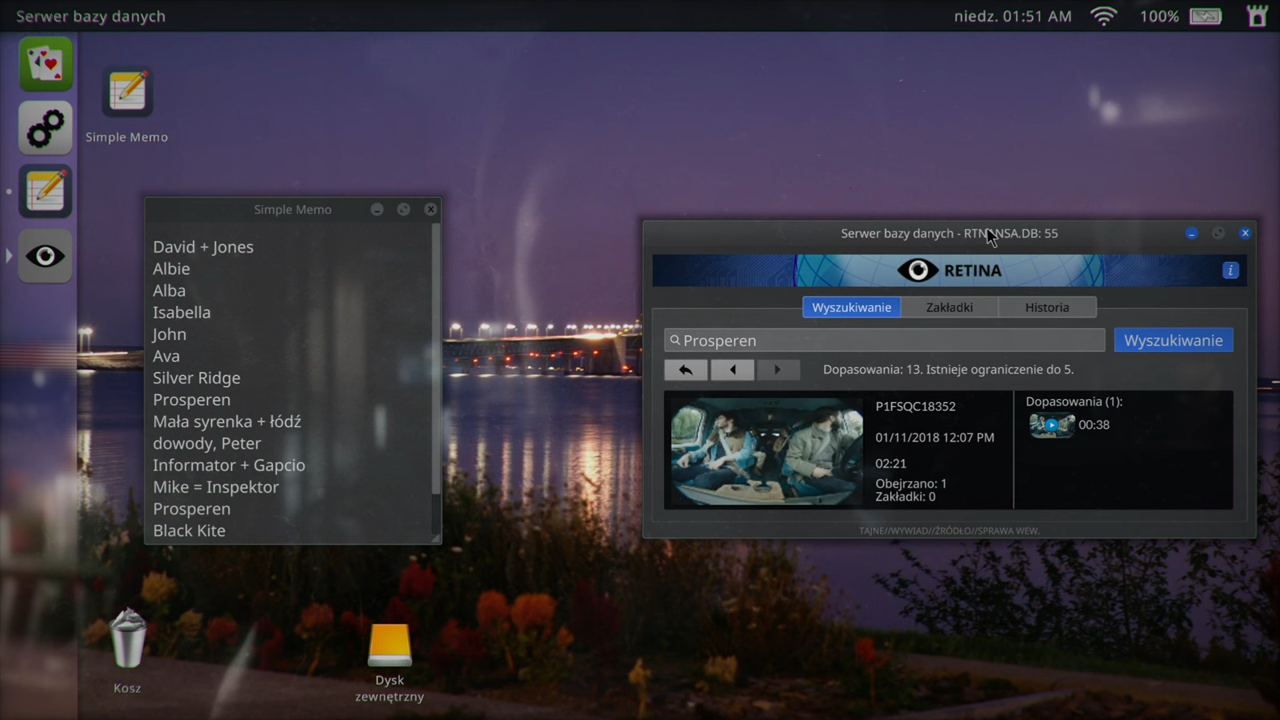 Serwer bazy danych
niedz. 01:51 AM
100%
Simple Memo
Simple Memo
David + Jones
Albie
Alba
Isabella
John
Ava
Silver Ridge
Prosperen
Mała syrenka + łódź
dowody, Peter
Informator + Gapcio
Mike = Inspektor
Prosperen
Black Kite
Serwer bazy danych - RTN_NSA.DB: 55
RETINA
i
Wyszukiwanie
Zakładki
Historia
Prosperen
Wyszukiwanie
Dopasowania: 13. Istnieje ograniczenie do 5.
P1FSQC18352
01/11/2018 12:07 PM
02:21
Obejrzano: 1
Zakładki: 0
Dopasowania (1):
00:38
TAJNE//WYWIAD//ŹRÓDŁO//SPRAWA WEW.
Kosz
Dysk
zewnętrzny